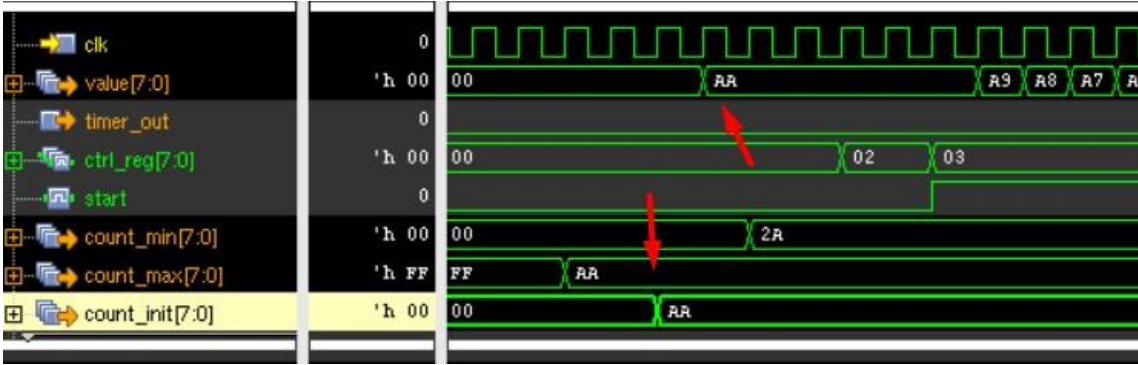 clk 0
value[7:0] 'h 00 00 AA A9 A8 A7 A
timer_out 0
ctrl_reg[7:0] 'h 00 00 02 03
start 0
count_min[7:0] 'h 00 00 2A
count_max[7:0] 'h FF FF AA
count_init[7:0] 'h 00 00 AA